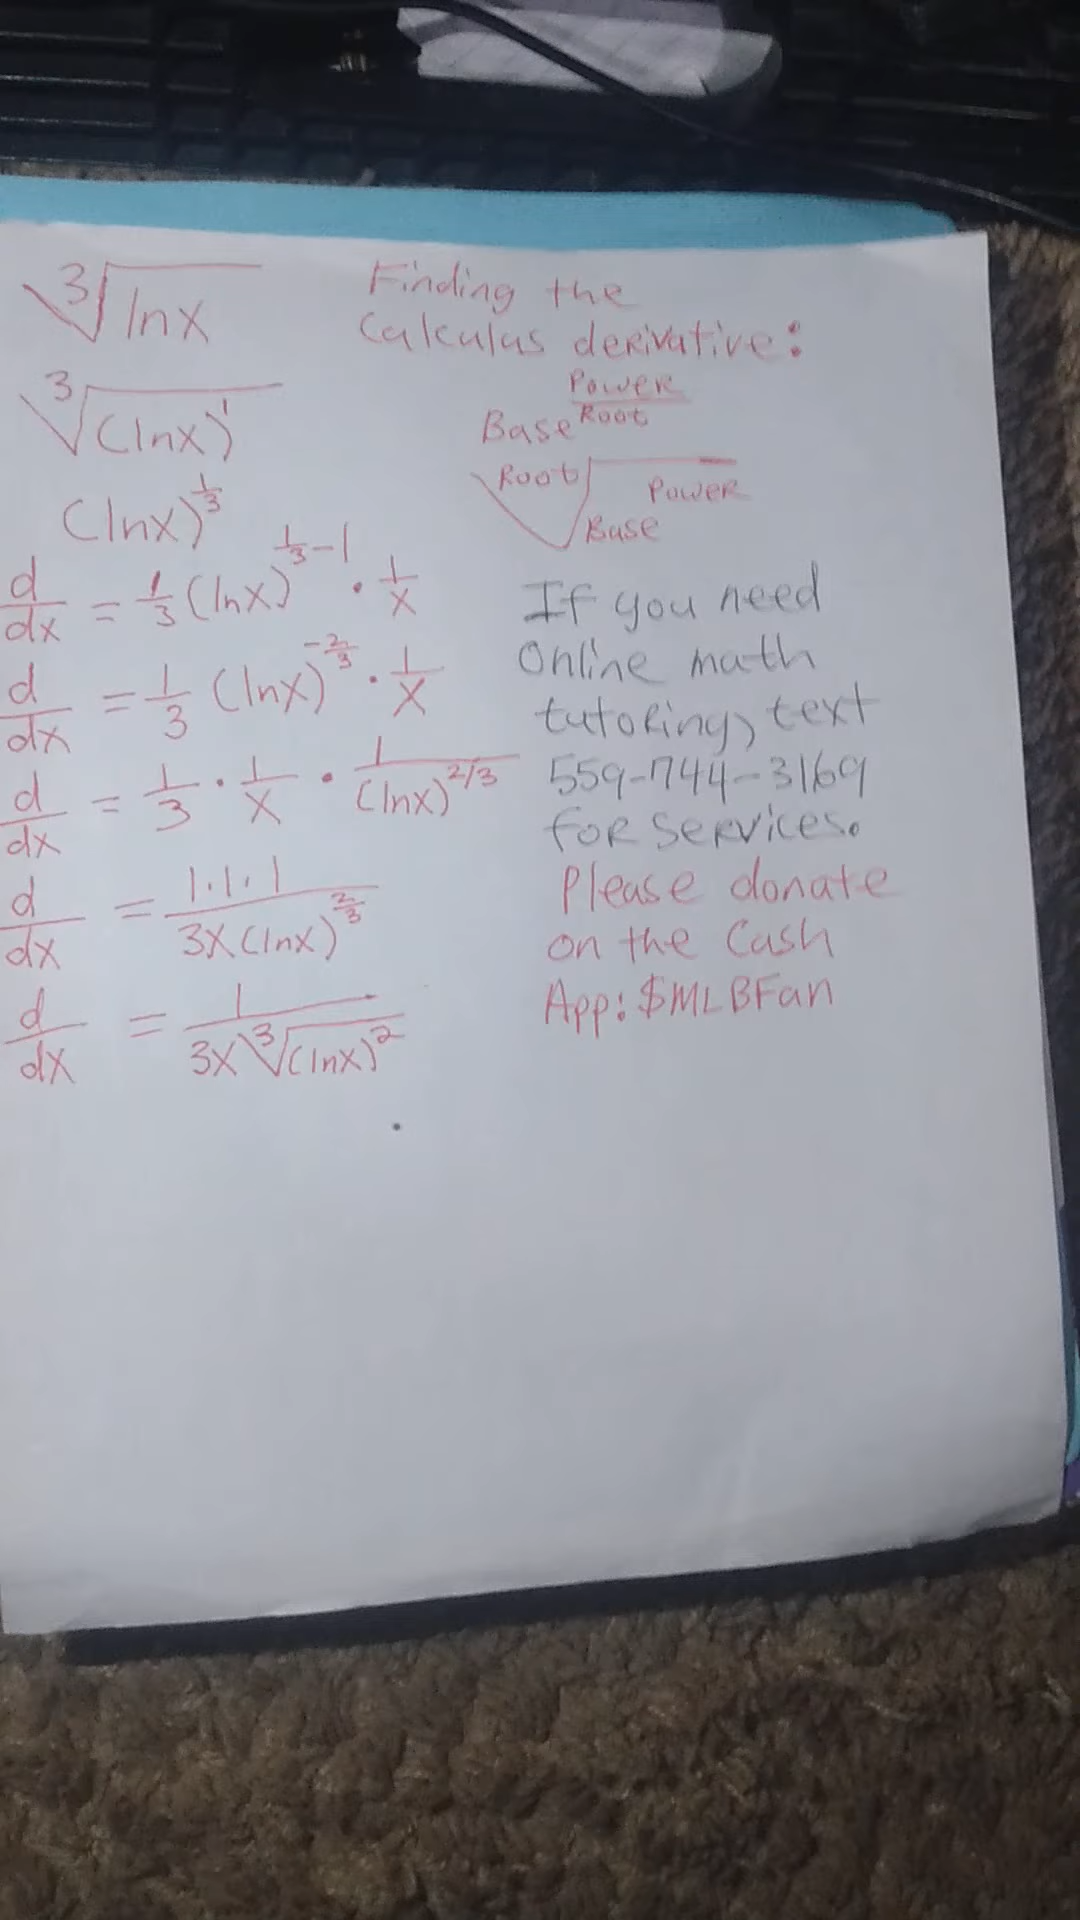 ∛lnx
Finding the
Calculus derivative:
∛(lnx)^1
Base^(Power/Root)
Root√ Power
Base
(lnx)^(1/3)
d/dx = 1/3 (lnx)^(1/3-1) · 1/x
d/dx = 1/3 (lnx)^(-2/3) · 1/x
d/dx = 1/3 · 1/x · 1/(lnx)^(2/3)
d/dx = 1·1·1/3x(lnx)^(2/3)
d/dx = 1/3x∛(lnx)^2
If you need
Online math
tutoring, text
559-744-3169
for services.
Please donate
on the Cash
App: $MLBFan